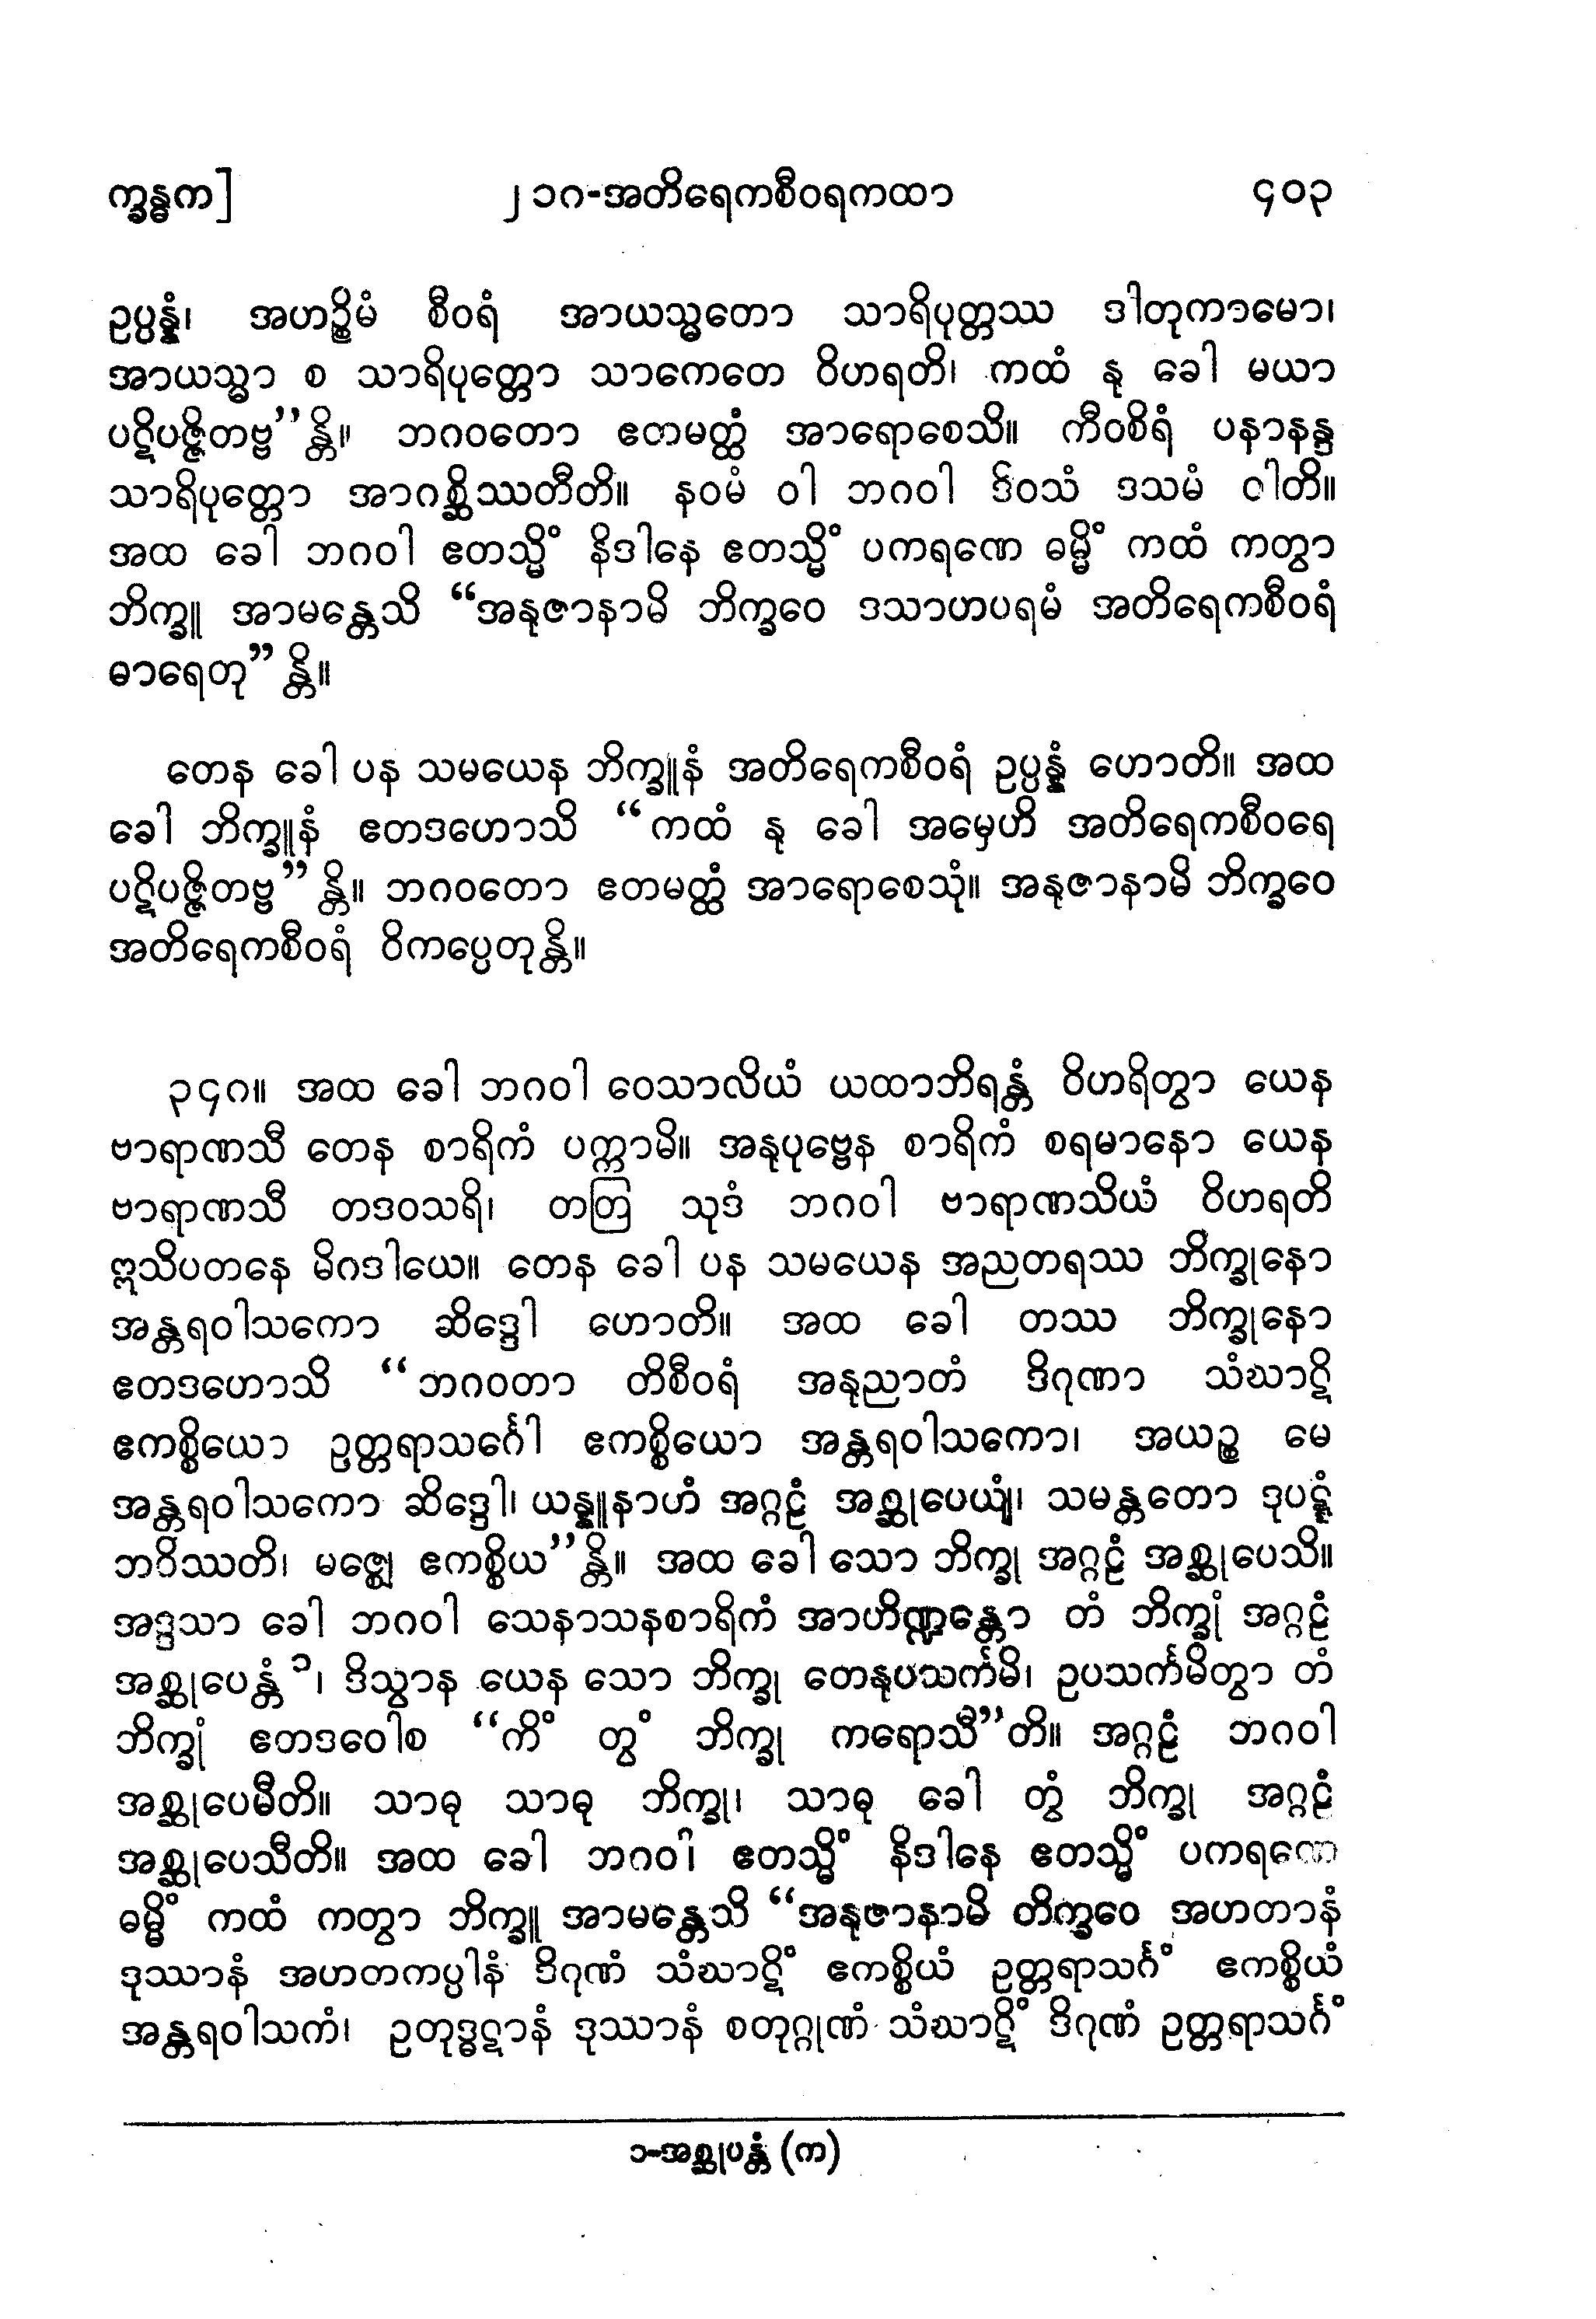 က္ခန္ဓက] ၂၁၈-အတိရေကစီဝရကထာ ၄၀၃
ဥပ္ပန္နံ၊ အဟဉ္စိမံ စီဝရံ အာယသ္မတော သာရိပုတ္တဿ ဒါတုကာမော၊
အာယသ္မာ စ သာရိပုတ္တော သာကေတေ ဝိဟရတိ၊ ကထံ နု ခေါ မယာ
ပဋိပဇ္ဇိတဗ္ဗ”န္တိ။ ဘဂဝတော ဧတမတ္ထံ အာရောစေသိ။ ကီဝစိရံ ပနာနန္ဒ
သာရိပုတ္တော အာဂစ္ဆိဿတီတိ။ နဝမံ ဝါ ဘဂဝါ ဒိဝသံ ဒသမံ ဝါတိ။
အထ ခေါ ဘဂဝါ ဧတသ္မိံ နိဒါနေ ဧတသ္မိံ ပကရဏေ ဓမ္မိံ ကထံ ကတွာ
ဘိက္ခူ အာမန္တေသိ “အနုဇာနာမိ ဘိက္ခဝေ ဒသာဟပရမံ အတိရေကစီဝရံ
ဓာရေတု”န္တိ။
တေန ခေါ ပန သမယေန ဘိက္ခူနံ အတိရေကစီဝရံ ဥပ္ပန္နံ ဟောတိ။ အထ
ခေါ ဘိက္ခူနံ ဧတဒဟောသိ “ကထံ နု ခေါ အမှေဟိ အတိရေကစီဝရေ
ပဋိပဇ္ဇိတဗ္ဗ”န္တိ။ ဘဂဝတော ဧတမတ္ထံ အာရောစေသုံ။ အနုဇာနာမိ ဘိက္ခဝေ
အတိရေကစီဝရံ ဝိကပ္ပေတုန္တိ။
၃၄၈။ အထ ခေါ ဘဂဝါ ဝေသာလိယံ ယထာဘိရန္တံ ဝိဟရိတွာ ယေန
ဗာရာဏသီ တေန စာရိကံ ပက္ကာမိ။ အနုပုဗ္ဗေန စာရိကံ စရမာနော ယေန
ဗာရာဏသီ တဒဝသရိ၊ တတြ သုဒံ ဘဂဝါ ဗာရာဏသိယံ ဝိဟရတိ
ဣသိပတနေ မိဂဒါယေ။ တေန ခေါ ပန သမယေန အညတရဿ ဘိက္ခုနော
အန္တရဝါသကော ဆိဒ္ဒေါ ဟောတိ။ အထ ခေါ တဿ ဘိက္ခုနော
ဧတဒဟောသိ “ဘဂဝတာ တိစီဝရံ အနုညာတံ ဒိဂုဏာ သံဃာဋိ
ဧကစ္စိယော ဥတ္တရာသင်္ဂေါ ဧကစ္စိယော အန္တရဝါသကော၊ အယဉ္စ မေ
အန္တရဝါသကော ဆိဒ္ဒေါ၊ ယန္နူနာဟံ အဂ္ဂဠံ အစ္ဆုပေယျံ၊ သမန္တတော ဒုပဋ္ဋံ
ဘဝိဿတိ၊ မဇ္ဈေ ဧကစ္စိယ”န္တိ။ အထ ခေါ သော ဘိက္ခု အဂ္ဂဠံ အစ္ဆုပေသိ။
အဒ္ဒသာ ခေါ ဘဂဝါ သေနာသနစာရိကံ အာဟိဏ္ဍန္တော တံ ဘိက္ခုံ အဂ္ဂဠံ
အစ္ဆုပေန္တံ ၁၊ ဒိသွာန ယေန သော ဘိက္ခု တေနုပသင်္ကမိ၊ ဥပသင်္ကမိတွာ တံ
ဘိက္ခုံ ဧတဒဝေါစ “ကိံ တွံ ဘိက္ခု ကရောသီ”တိ။ အဂ္ဂဠံ ဘဂဝါ
အစ္ဆုပေမီတိ။ သာဓု သာဓု ဘိက္ခု၊ သာဓု ခေါ တွံ ဘိက္ခု အဂ္ဂဠံ
အစ္ဆုပေသီတိ။ အထ ခေါ ဘဂဝါ ဧတသ္မိံ နိဒါနေ ဧတသ္မိံ ပကရဏေ
ဓမ္မိံ ကထံ ကတွာ ဘိက္ခူ အာမန္တေသိ “အနုဇာနာမိ ဘိက္ခဝေ အဟတာနံ
ဒုဿာနံ အဟတကပ္ပါနံ ဒိဂုဏံ သံဃာဋိံ ဧကစ္စိယံ ဥတ္တရာသင်္ဂံ ဧကစ္စိယံ
အန္တရဝါသကံ၊ ဥတုဒ္ဓဋာနံ ဒုဿာနံ စတုဂ္ဂုဏံ သံဃာဋိံ ဒိဂုဏံ ဥတ္တရာသင်္ဂံ
၁-အစ္ဆုပန္တံ (က)